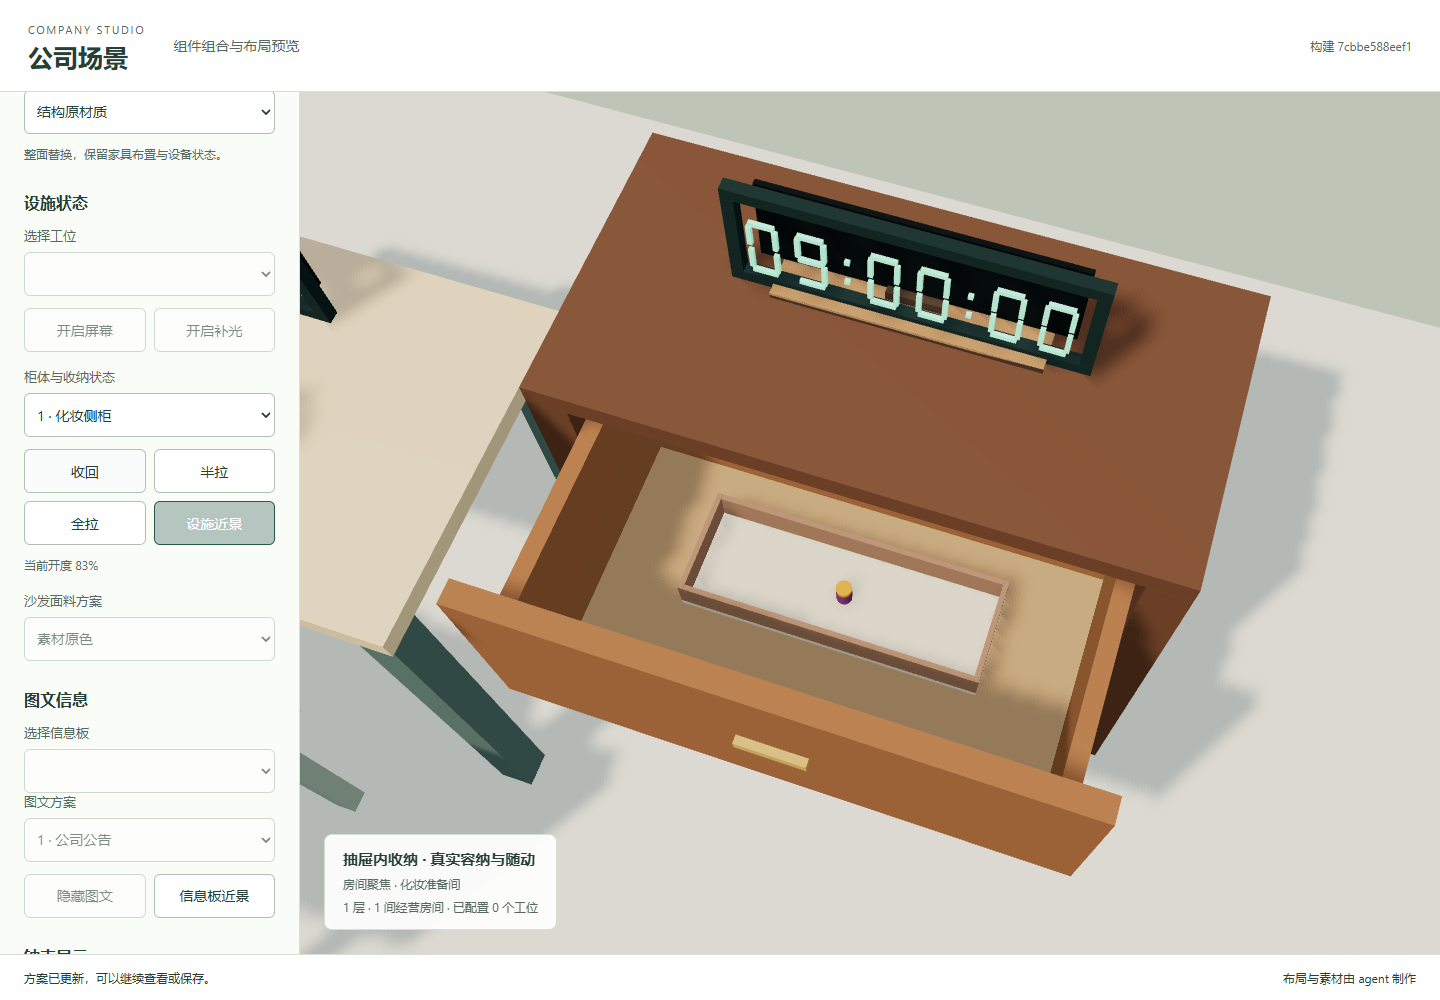 COMPANY STUDIO
公司场景
组件组合与布局预览
构建 7cbbe588eef1
结构原材质
整面替换，保留家具布置与设备状态。
设施状态
选择工位
开启屏幕
开启补光
柜体与收纳状态
1 · 化妆侧柜
收回
半拉
全拉
设施近景
当前开度 83%
沙发面料方案
素材原色
图文信息
选择信息板
图文方案
1 · 公司公告
隐藏图文
信息板近景
09:00:00
抽屉内收纳 · 真实容纳与随动
房间聚焦 · 化妆准备间
1 层 · 1 间经营房间 · 已配置 0 个工位
方案已更新，可以继续查看或保存。
布局与素材由 agent 制作